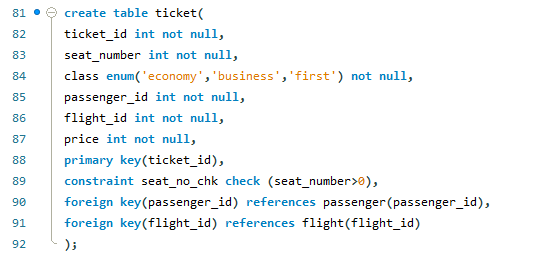 81 create table ticket(
82 ticket_id int not null,
83 seat_number int not null,
84 class enum('economy','business','first') not null,
85 passenger_id int not null,
86 flight_id int not null,
87 price int not null,
88 primary key(ticket_id),
89 constraint seat_no_chk check (seat_number>0),
90 foreign key(passenger_id) references passenger(passenger_id),
91 foreign key(flight_id) references flight(flight_id)
92 );